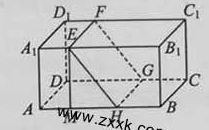 D₁ F C₁
A₁ E B₁
D G C
A M H B
www.zxxk.com